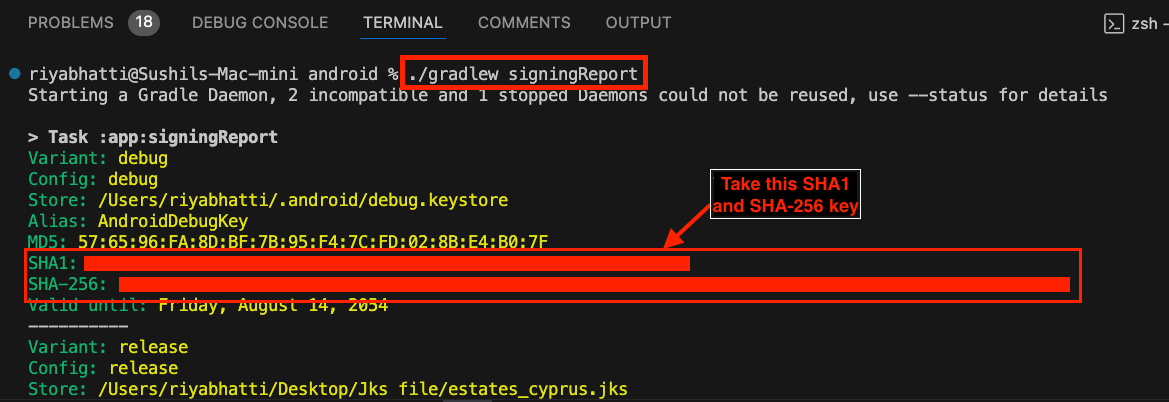 PROBLEMS 18 DEBUG CONSOLE TERMINAL COMMENTS OUTPUT zsh -
riyabhatti@Sushils-Mac-mini android % ./gradlew signingReport
Starting a Gradle Daemon, 2 incompatible and 1 stopped Daemons could not be reused, use --status for details
> Task :app:signingReport
Variant: debug
Config: debug
Store: /Users/riyabhatti/.android/debug.keystore
Alias: AndroidDebugKey
MD5: 57:65:96:FA:8D:BF:7B:95:F4:7C:FD:02:8B:E4:B0:7F
Take this SHA1
and SHA-256 key
SHA1:
SHA-256:
Valid until: Friday, August 14, 2054
----------
Variant: release
Config: release
Store: /Users/riyabhatti/Desktop/Jks file/estates_cyprus.jks